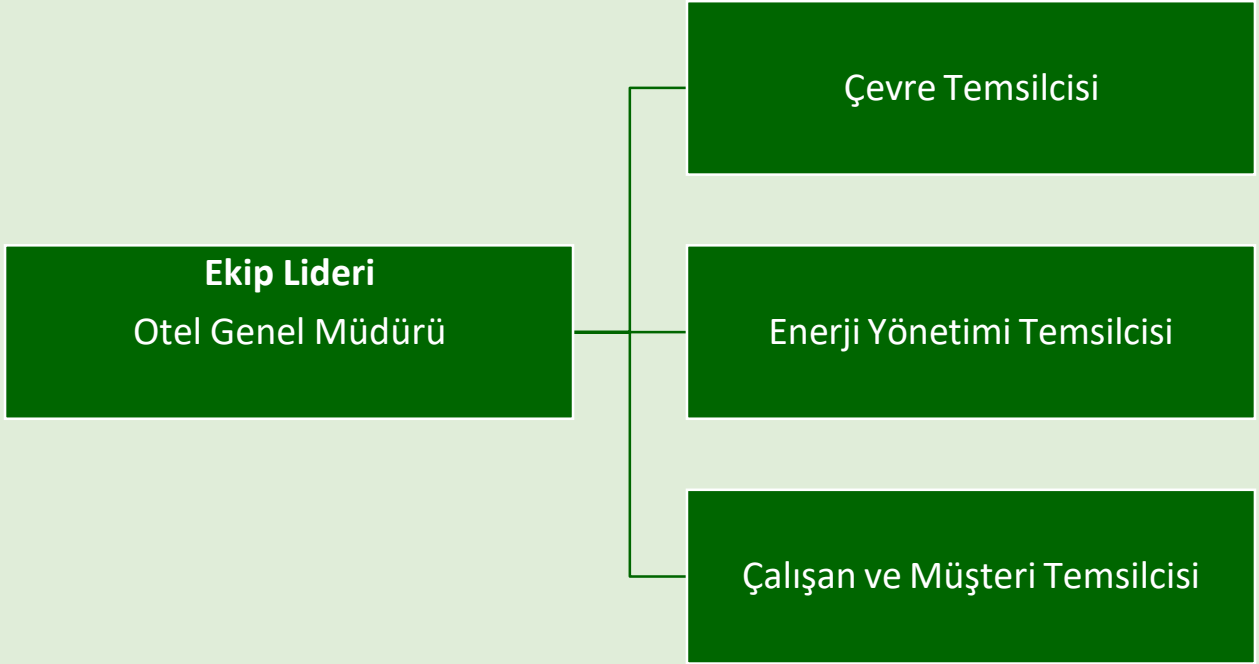 Çevre Temsilcisi
Ekip Lideri
Otel Genel Müdürü
Enerji Yönetimi Temsilcisi
Çalışan ve Müşteri Temsilcisi